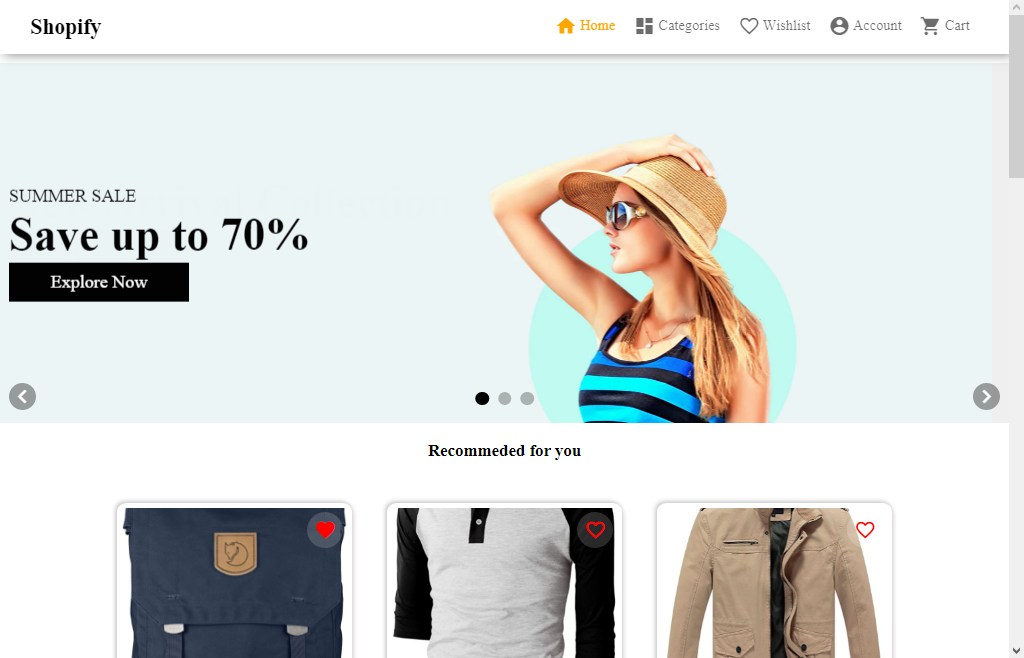 Shopify
Home
Categories
Wishlist
Account
Cart
SUMMER SALE
Save up to 70%
Explore Now
Recommeded for you